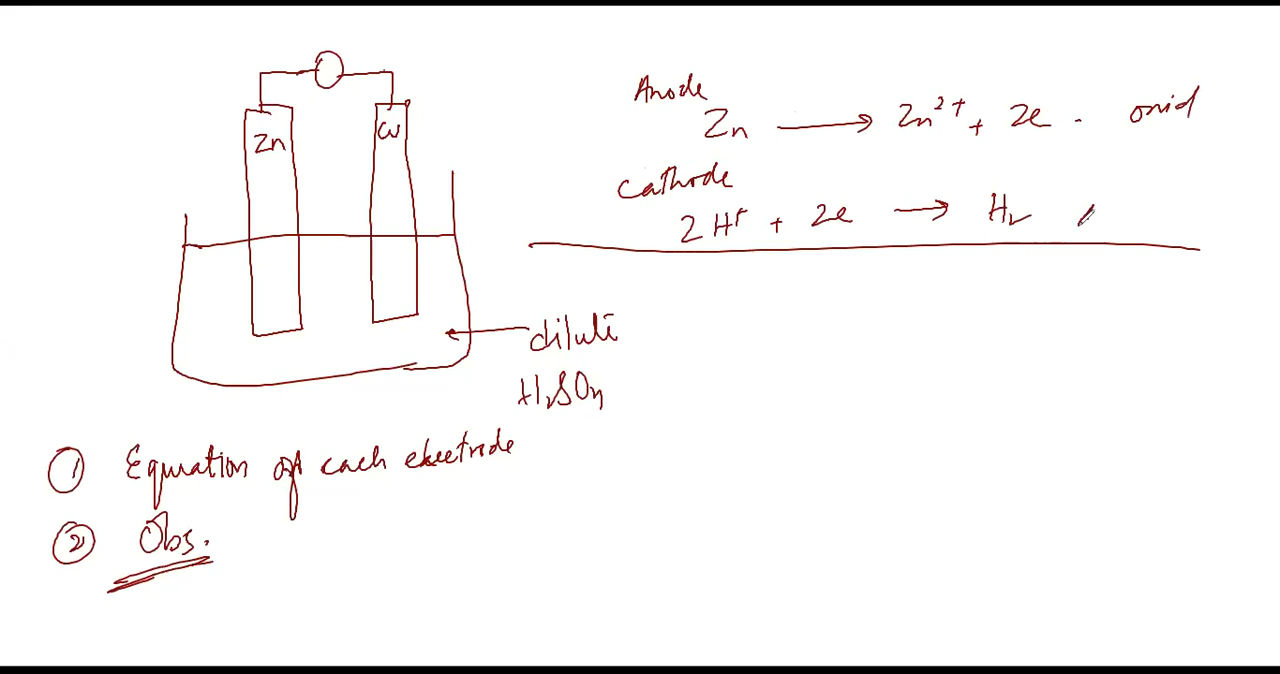 Zn
Cu
Anode
Zn → Zn²⁺ + 2e . oxid
Cathode
2H⁺ + 2e → H₂
dilute
H₂SO₄
① Equation of each electrode
② Obs.